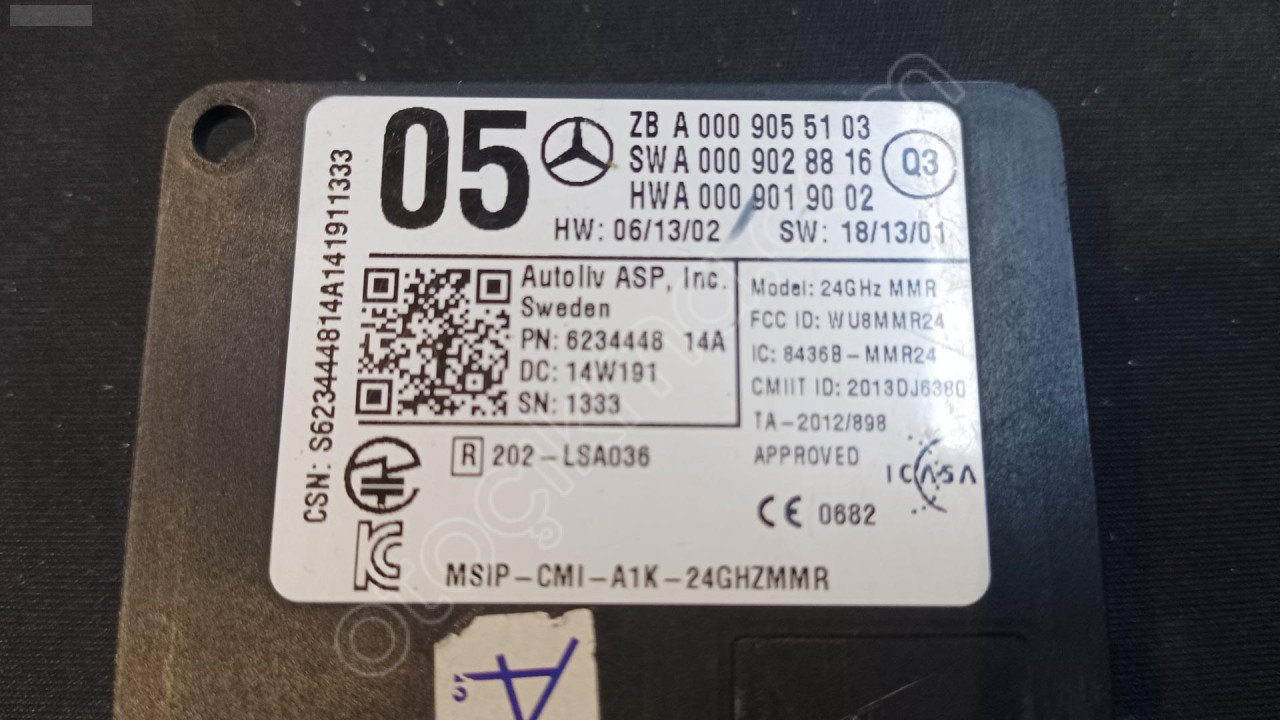 05
ZB A 000 905 51 03
SW A 000 902 88 16
HW A 000 901 90 02
Q3
HW: 06/13/02 SW: 18/13/01
CSN: S623444814A141911333
Autoliv ASP, Inc.
Sweden
PN: 6234448 14A
DC: 14W191
SN: 1333
Model: 24GHz MMR
FCC ID: WU8MMR24
IC: 8436B-MMR24
CMIIT ID: 2013DJ6380
TA-2012/898
APPROVED
ICASA
R 202-LSA036
CE 0682
MSIP-CMI-A1K-24GHZMMR
A
otoçıkma.com